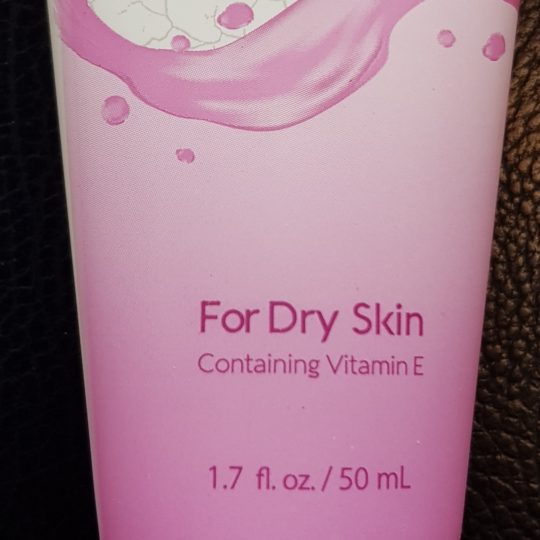 For Dry Skin
Containing Vitamin E
1.7 fl. oz. / 50 mL